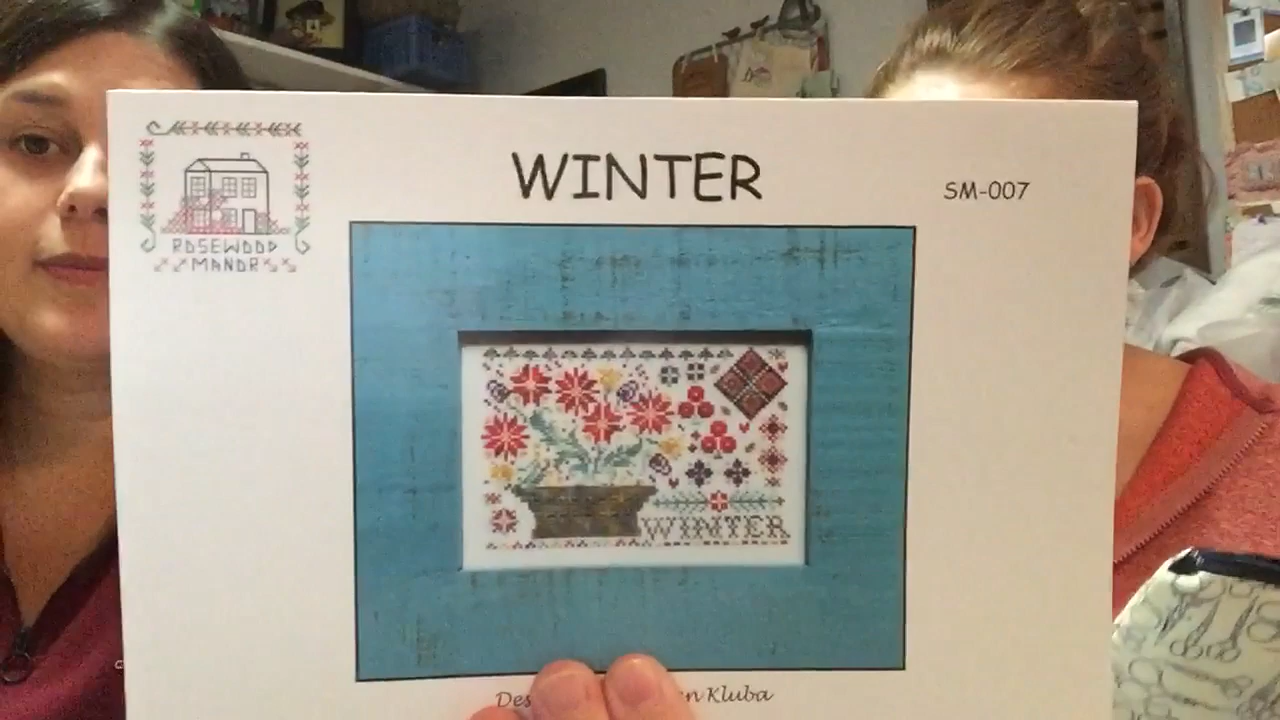 WINTER
SM-007
ROSEWOOD
MANOR
WINTER
Kluba